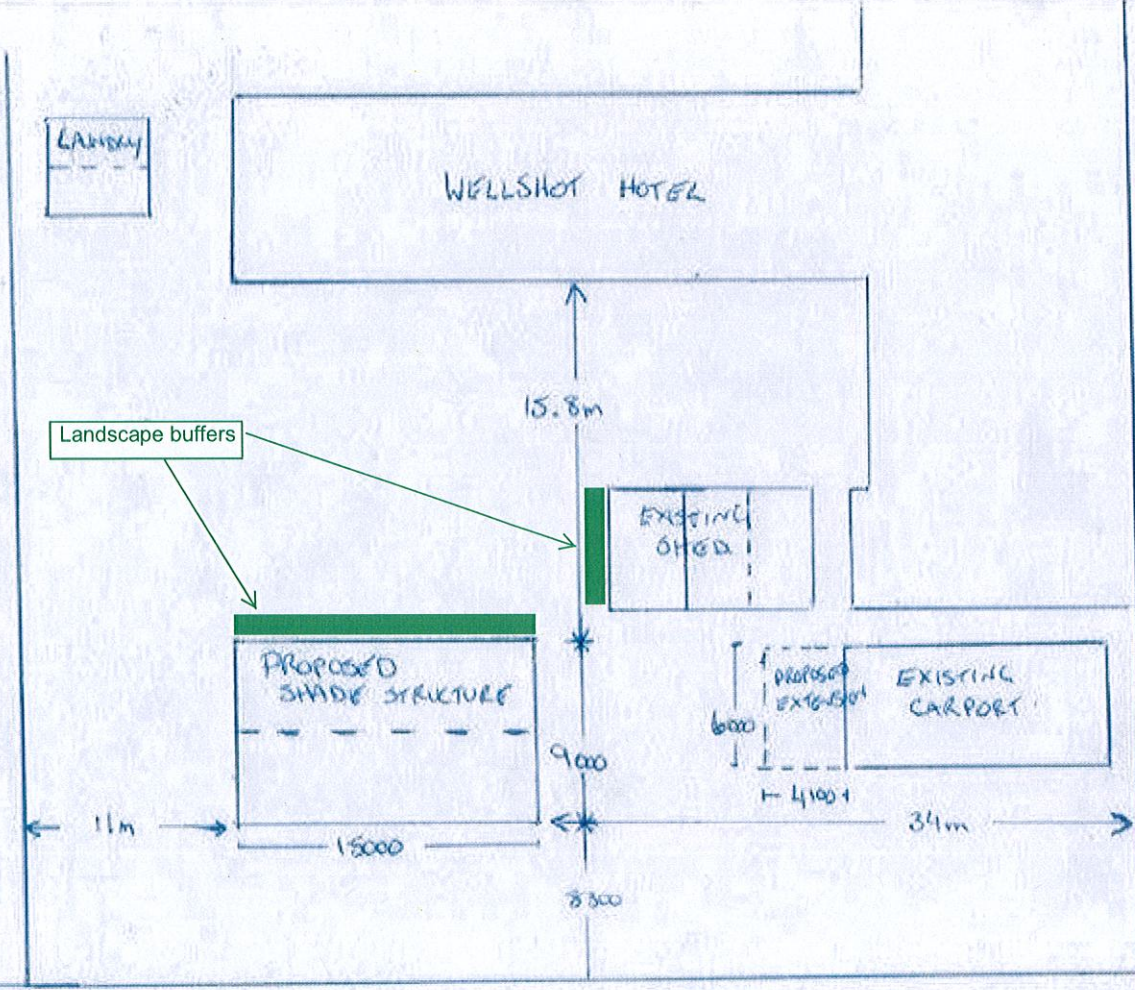 LANDRY
WELLSHOT HOTEL
15.8m
Landscape buffers
EXISTING
SHED
PROPOSED
SHADE STRUCTURE
PROPOSED
EXTENSION
EXISTING
CARPORT
6000
9000
4100
11m
15000
34m
8300